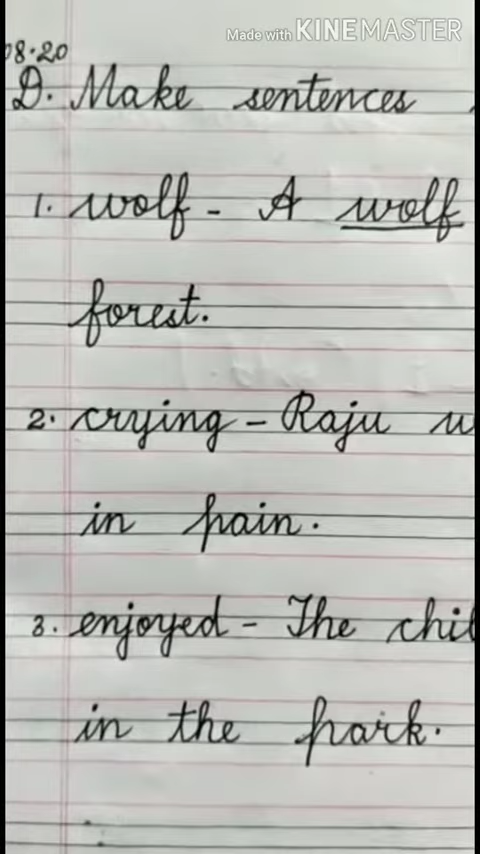 Made with KINEMASTER
08.20
D. Make sentences
1. wolf - A wolf
forest.
2. crying - Raju
in pain.
3. enjoyed - The
in the park.